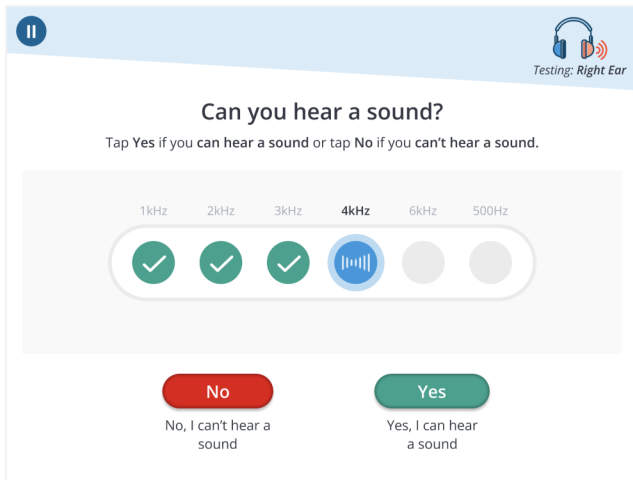 Testing: Right Ear
Can you hear a sound?
Tap Yes if you can hear a sound or tap No if you can’t hear a sound.
1kHz 2kHz 3kHz 4kHz 6kHz 500Hz
No Yes
No, I can’t hear a sound
Yes, I can hear a sound